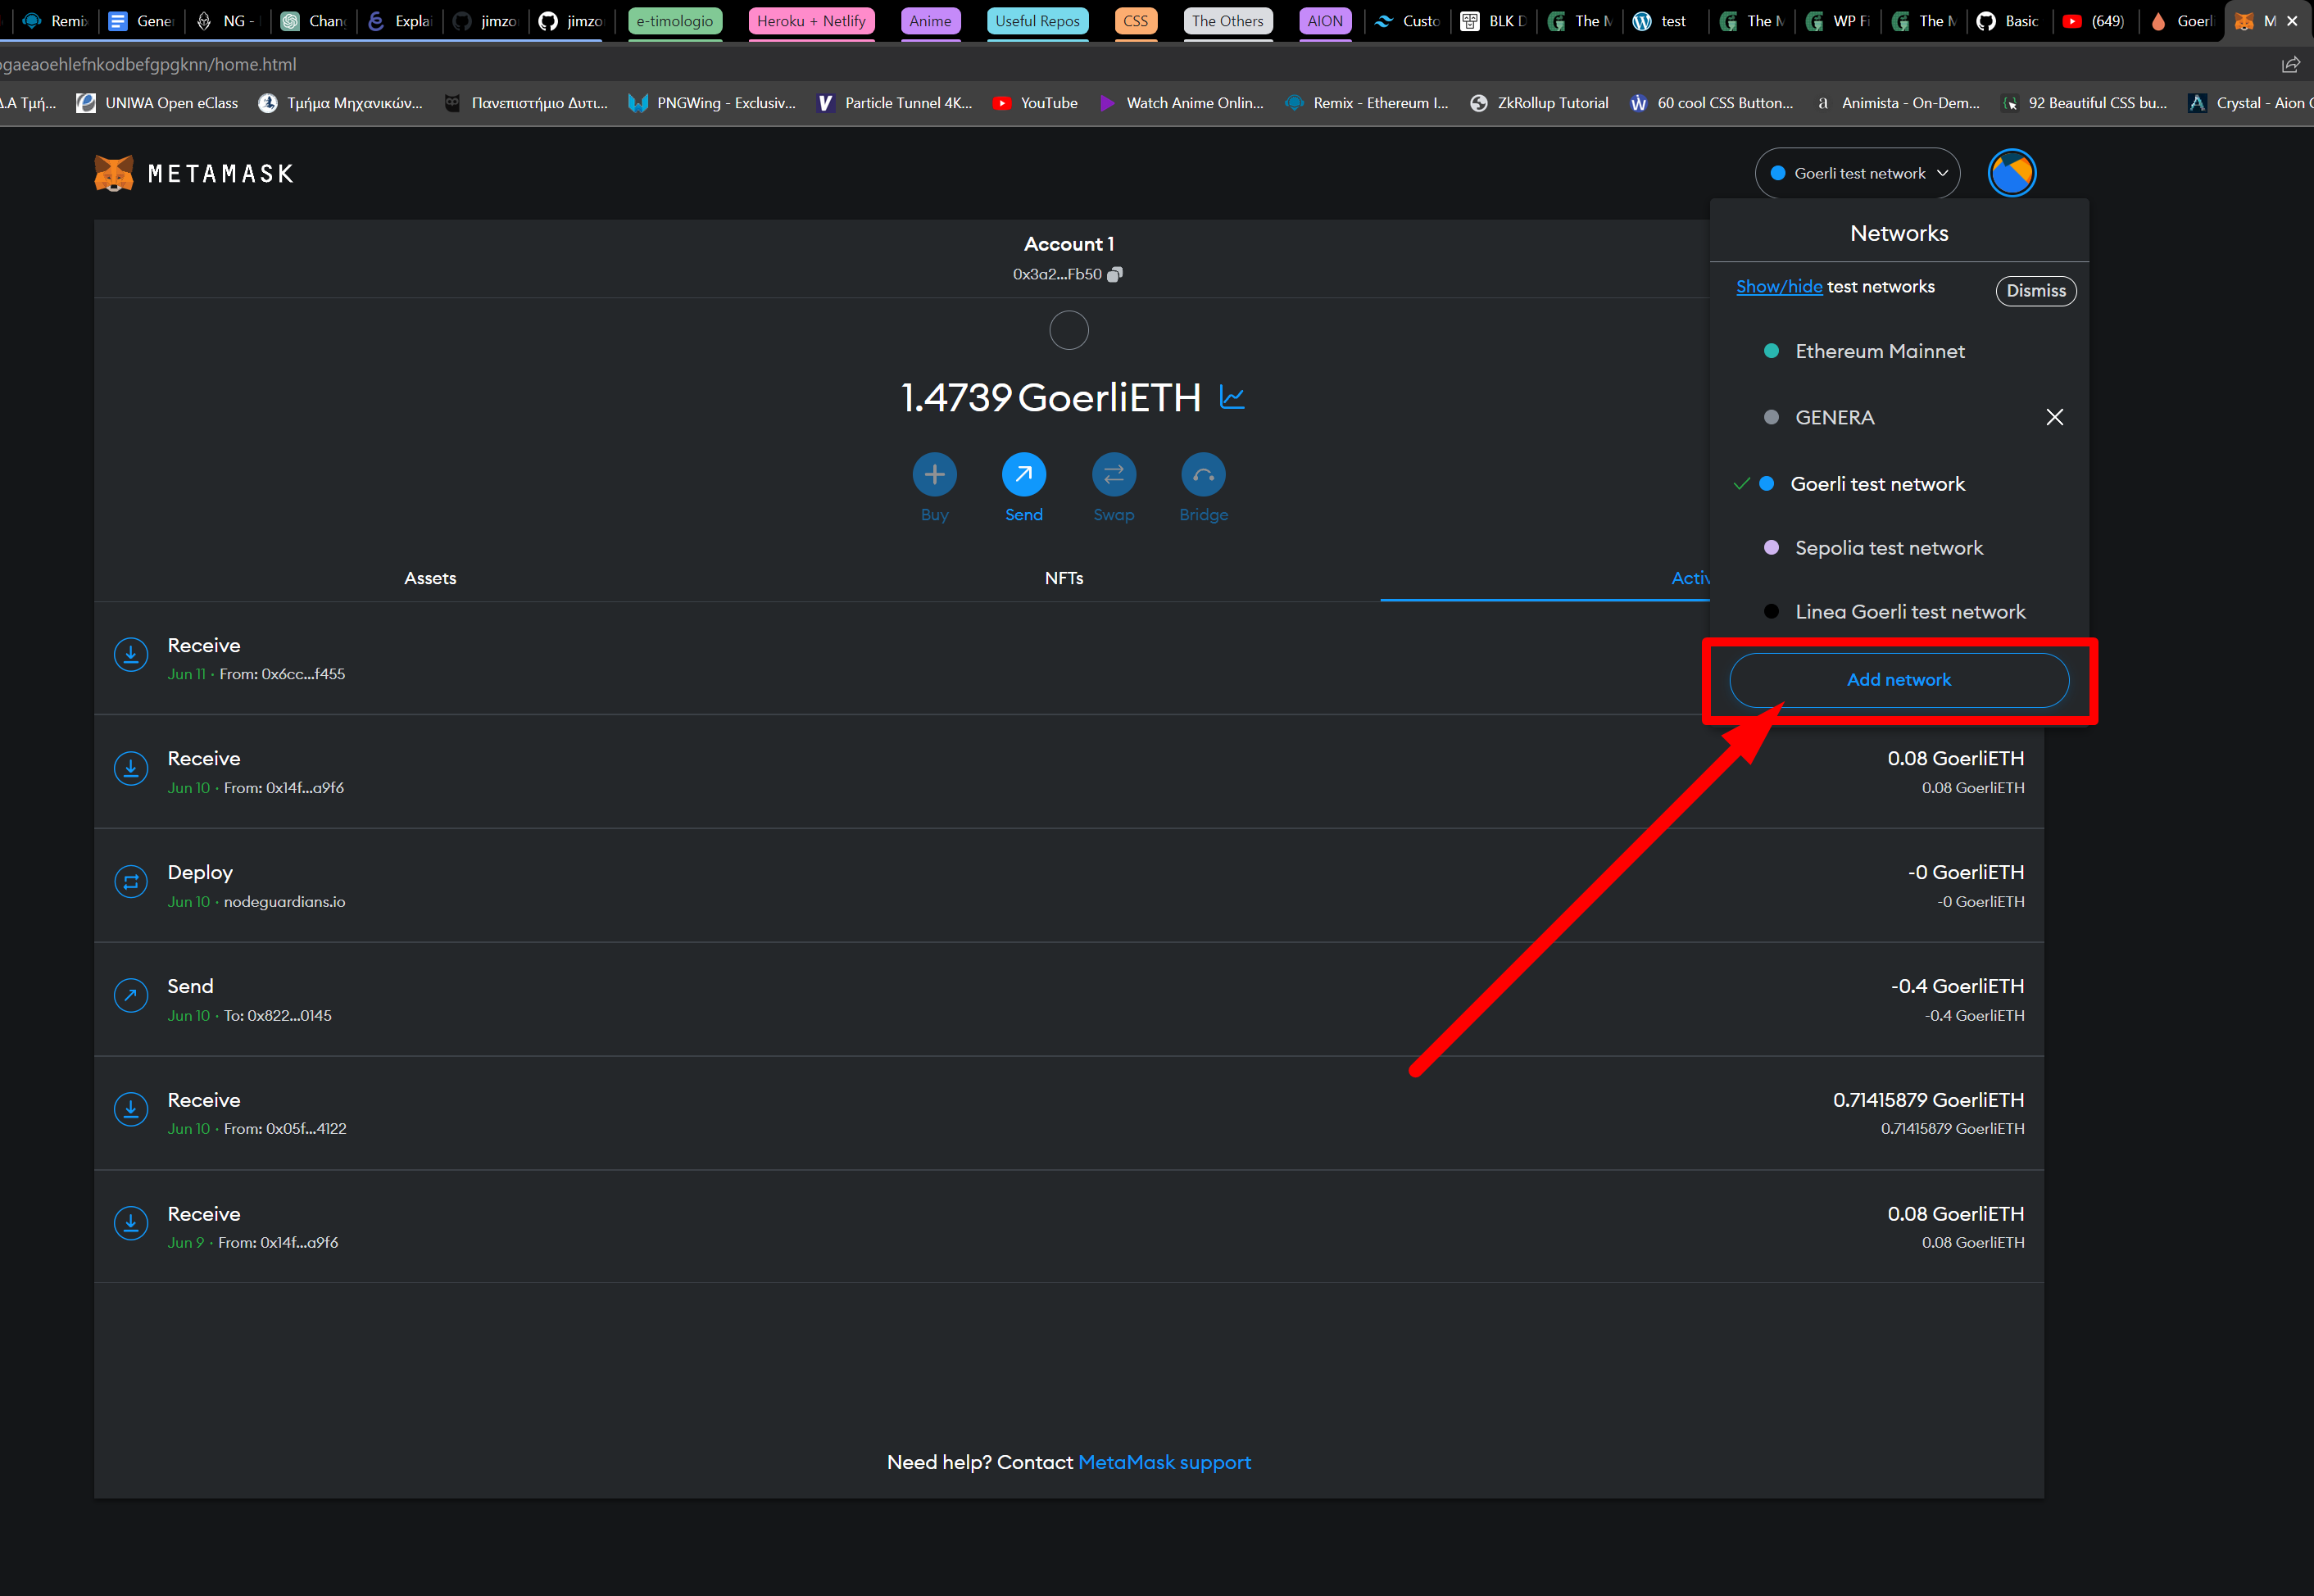 Remix
Gener
NG -
Chan
Explai
jimzo
jimzo
e-timologio
Heroku + Netlify
Anime
Useful Repos
CSS
The Others
AION
Custo
BLK D
The M
test
The M
WP Fi
The M
Basic
(649)
Goerli
M
ogaeaoehlefnkodbefgpgknn/home.html
Δ.Α Τμή...
UNIWA Open eClass
Τμήμα Μηχανικών...
Πανεπιστήμιο Δυτι...
PNGWing - Exclusiv...
Particle Tunnel 4K...
YouTube
Watch Anime Onlin...
Remix - Ethereum I...
ZkRollup Tutorial
60 cool CSS Button...
Animista - On-Dem...
92 Beautiful CSS bu...
Crystal - Aion
METAMASK
Goerli test network
Account 1
0x3a2...Fb50
1.4739 GoerliETH
Buy
Send
Swap
Bridge
Networks
Show/hide test networks
Dismiss
Ethereum Mainnet
GENERA
Goerli test network
Sepolia test network
Linea Goerli test network
Add network
Assets
NFTs
Activ
Receive
Jun 11 · From: 0x6cc...f455
Receive
0.08 GoerliETH
Jun 10 · From: 0x14f...a9f6
0.08 GoerliETH
Deploy
-0 GoerliETH
Jun 10 · nodeguardians.io
-0 GoerliETH
Send
-0.4 GoerliETH
Jun 10 · To: 0x822...0145
-0.4 GoerliETH
Receive
0.71415879 GoerliETH
Jun 10 · From: 0x05f...4122
0.71415879 GoerliETH
Receive
0.08 GoerliETH
Jun 9 · From: 0x14f...a9f6
0.08 GoerliETH
Need help? Contact MetaMask support